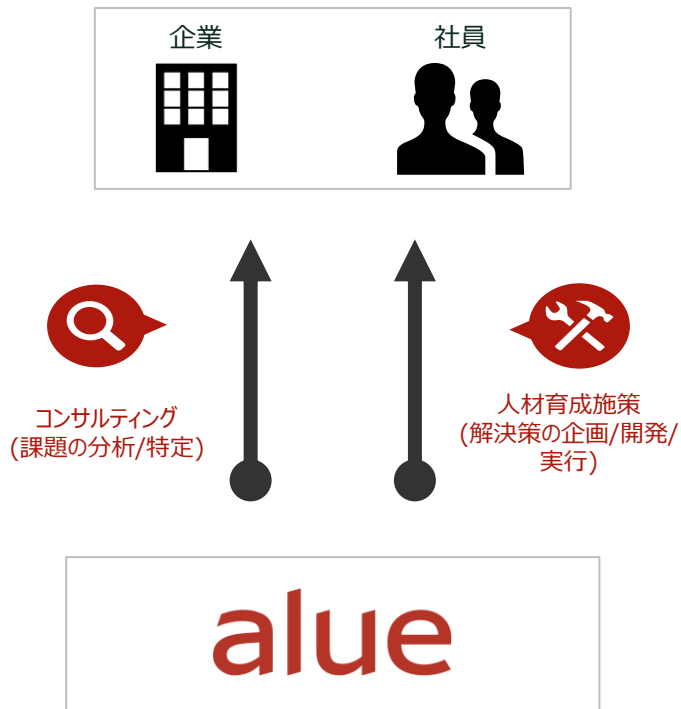 企業
社員
コンサルティング
(課題の分析/特定)
人材育成施策
(解決策の企画/開発/
実行)
alue